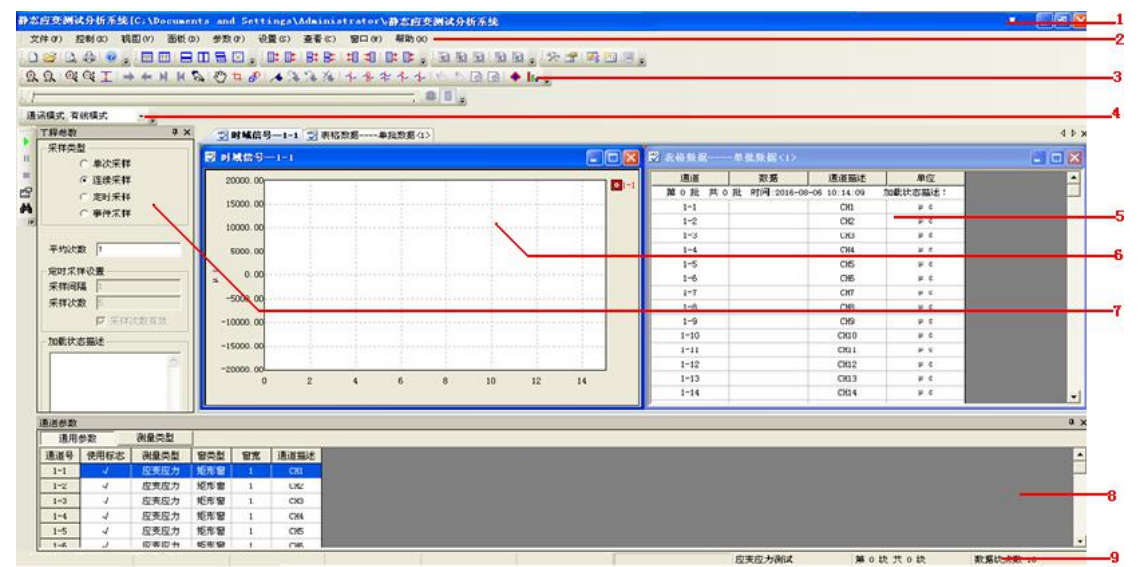 静态应变测试分析系统[C:\Documents and Settings\Administrator\静态应变测试分析系统 1
文件(F) 控制(C) 视图(V) 面板(D) 参数(P) 设置(S) 查看(C) 窗口(W) 帮助(X) 2
3
通讯模式 有线模式 4
工程参数
采样类型
单次采样
连续采样
定时采样
事件采样
平均次数 1
定时采样设置
采样间隔 1
采样次数 5
采样次数有效
加载状态描述
时域信号—1-1 表格数据----单批数据<1>
时域信号—1-1
1-1
20000.00
15000.00
10000.00
5000.00
0.00
-5000.00
-10000.00
-15000.00
-20000.00
0 2 4 6 8 10 12 14
表格数据----单批数据<1>
通道 数据 通道描述 单位
第 0 批 共 0 批 时间:2016-08-06 10:14:09 加载状态描述:
1-1 CH1 μ ε
1-2 CH2 μ ε
1-3 CH3 μ ε
1-4 CH4 μ ε
1-5 CH5 μ ε
1-6 CH6 μ ε
1-7 CH7 μ ε
1-8 CH8 μ ε
1-9 CH9 μ ε
1-10 CH10 μ ε
1-11 CH11 μ ε
1-12 CH12 μ ε
1-13 CH13 μ ε
1-14 CH14 μ ε
5
6
7
通道参数
通用参数 测量类型
通道号 使用标志 测量类型 窗类型 窗宽 通道描述
1-1 √ 应变应力 矩形窗 1 CH1
1-2 √ 应变应力 矩形窗 1 CH2
1-3 √ 应变应力 矩形窗 1 CH3
1-4 √ 应变应力 矩形窗 1 CH4
1-5 √ 应变应力 矩形窗 1 CH5
1-6 √ 应变应力 矩形窗 1 CH6
8
应变应力测试 第 0 块 共 0 块 数据块点数 9